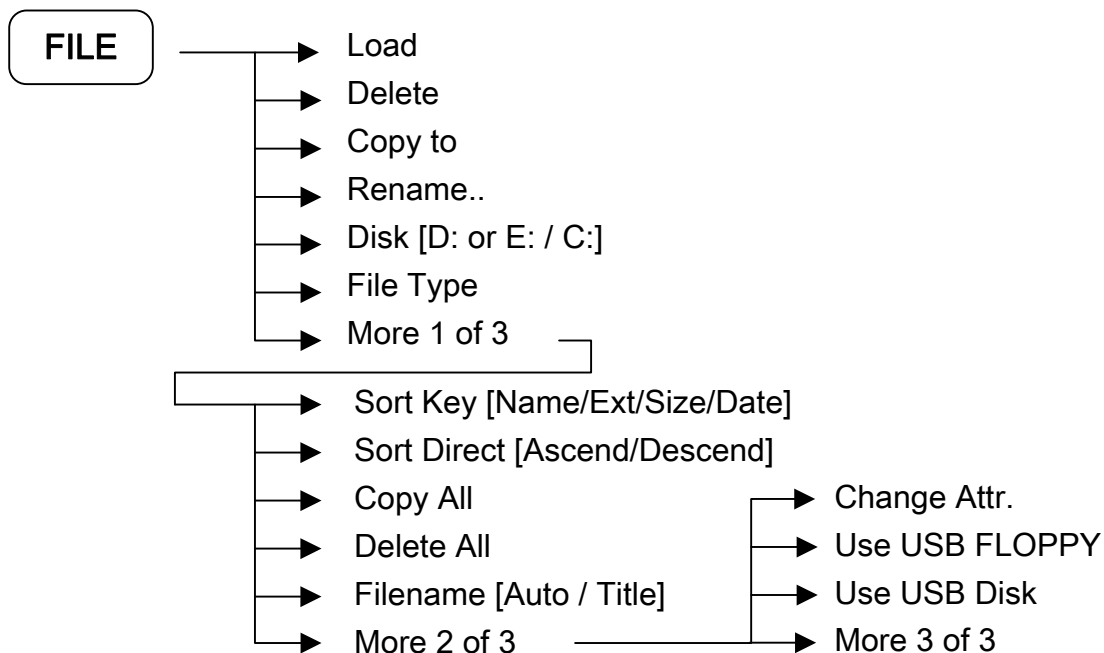 FILE
Load
Delete
Copy to
Rename..
Disk [D: or E: / C:]
File Type
More 1 of 3
Sort Key [Name/Ext/Size/Date]
Sort Direct [Ascend/Descend]
Copy All
Delete All
Filename [Auto / Title]
More 2 of 3
Change Attr.
Use USB FLOPPY
Use USB Disk
More 3 of 3